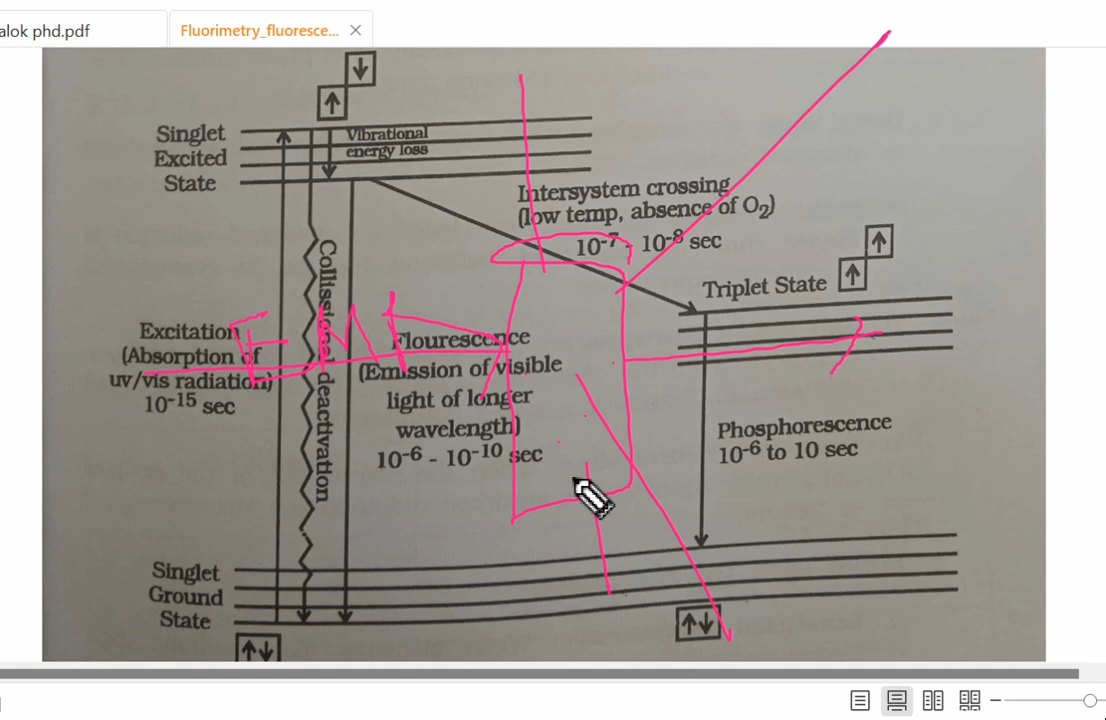 alok phd.pdf
Fluorimetry_fluoresce...
Singlet
Excited
State
Vibrational
energy loss
Intersystem crossing
(low temp, absence of O₂)
10⁻⁷ - 10⁻⁸ sec
Triplet State
Excitation
(Absorption of
uv/vis radiation)
10⁻¹⁵ sec
Collissional deactivation
Flourescence
(Emission of visible
light of longer
wavelength)
10⁻⁶ - 10⁻¹⁰ sec
Phosphorescence
10⁻⁶ to 10 sec
Singlet
Ground
State